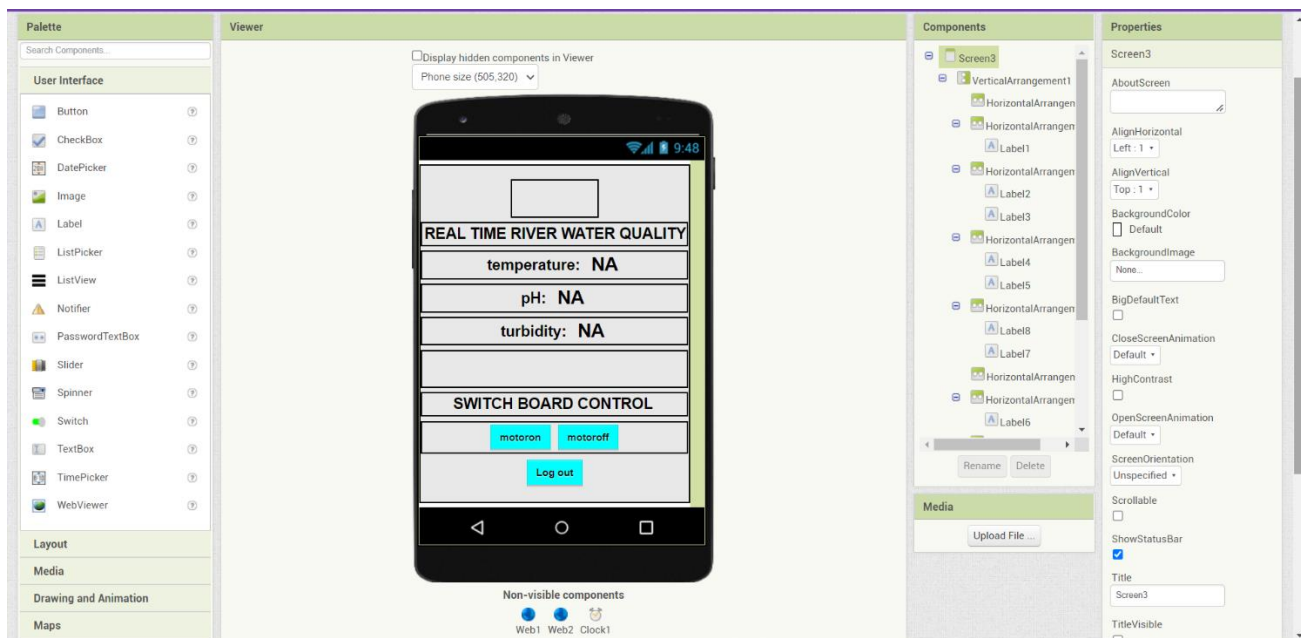 Palette
Search Components...
User Interface
Button
CheckBox
DatePicker
Image
Label
ListPicker
ListView
Notifier
PasswordTextBox
Slider
Spinner
Switch
TextBox
TimePicker
WebViewer
Layout
Media
Drawing and Animation
Maps
Viewer
Display hidden components in Viewer
Phone size (505,320)
9:48
REAL TIME RIVER WATER QUALITY
temperature: NA
pH: NA
turbidity: NA
SWITCH BOARD CONTROL
motoron motoroff
Log out
Non-visible components
Web1 Web2 Clock1
Components
Screen3
VerticalArrangement1
HorizontalArrangen
HorizontalArrangen
Label1
HorizontalArrangen
Label2
Label3
HorizontalArrangen
Label4
Label5
HorizontalArrangen
Label8
Label7
HorizontalArrangen
HorizontalArrangen
Label6
Rename Delete
Media
Upload File ...
Properties
Screen3
AboutScreen
AlignHorizontal
Left : 1
AlignVertical
Top : 1
BackgroundColor
Default
BackgroundImage
None...
BigDefaultText
CloseScreenAnimation
Default
HighContrast
OpenScreenAnimation
Default
ScreenOrientation
Unspecified
Scrollable
ShowStatusBar
Title
Screen3
TitleVisible